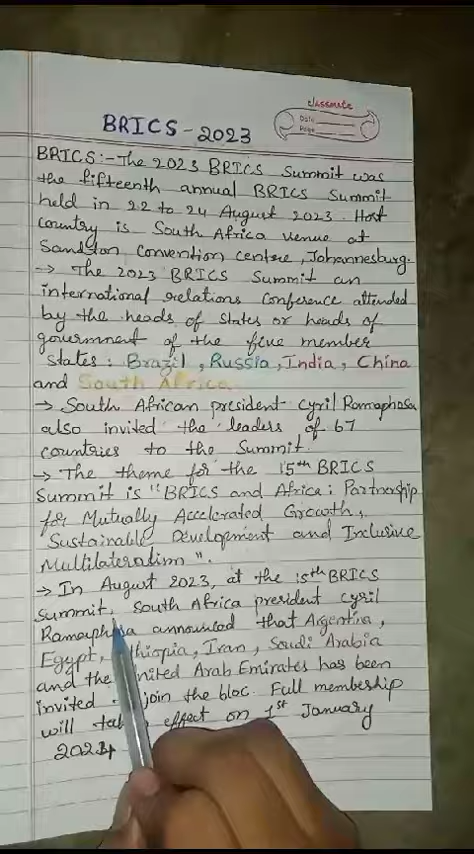 classmate
Date
Page
BRICS - 2023
BRICS:- The 2023 BRICS Summit was
the fifteenth annual BRICS Summit
held in 22 to 24 August 2023. Host
country is South Africa venue at
Sandton Convention centere, Johannesburg.
→ The 2023 BRICS Summit an
international relations Conference attended
by the heads of States or heads of
government of the five member
states: Brazil, Russia, India, China
and South Africa
→ South African president Cyril Ramaphosa
also invited the leaders of 67
countries to the Summit.
→ The theme for the 15th BRICS
Summit is "BRICS and Africa: Partnership
for Mutually Accelerated Growth,
Sustainable Development and Inclusive
Multilateralism".
→ In August 2023, at the 15th BRICS
Summit, South Africa president cyril
Ramaphosa announced that Argentina,
Egypt, Ethiopia, Iran, Saudi Arabia
and the United Arab Emirates has been
invited join the bloc. Full membership
will take effect on 1st January
2024